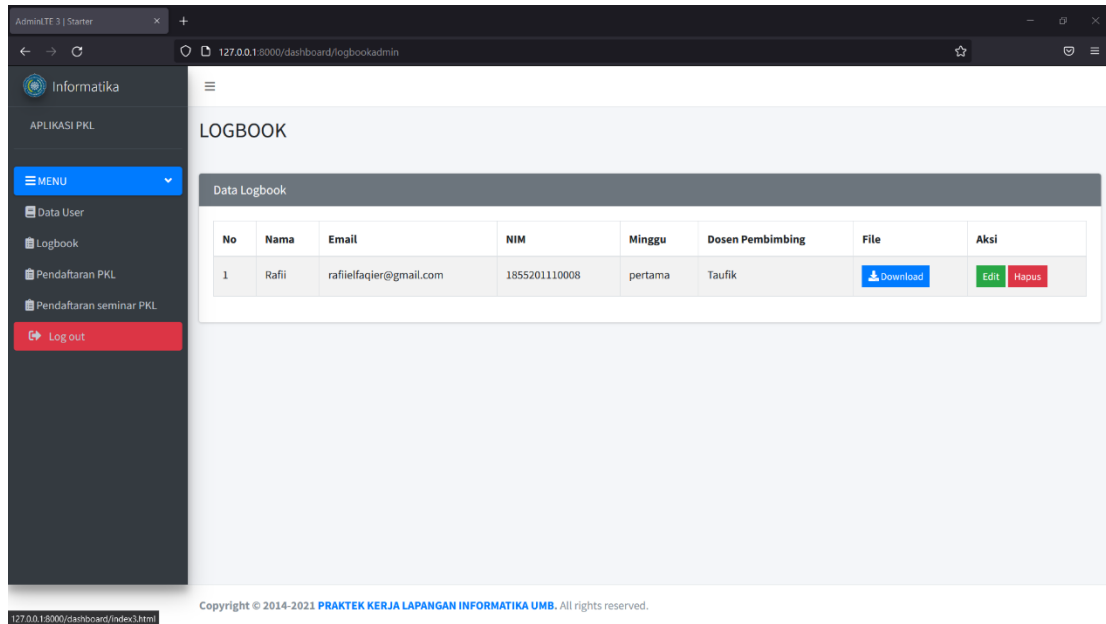 AdminLTE 3 | Starter
127.0.0.1:8000/dashboard/logbookadmin
Informatika
APLIKASI PKL
MENU
Data User
Logbook
Pendaftaran PKL
Pendaftaran seminar PKL
Log out
LOGBOOK
Data Logbook
No Nama Email NIM Minggu Dosen Pembimbing File Aksi
1 Rafii rafiielfaqier@gmail.com 1855201110008 pertama Taufik Download Edit Hapus
Copyright © 2014-2021 PRAKTEK KERJA LAPANGAN INFORMATIKA UMB. All rights reserved.
127.0.0.1:8000/dashboard/index3.html